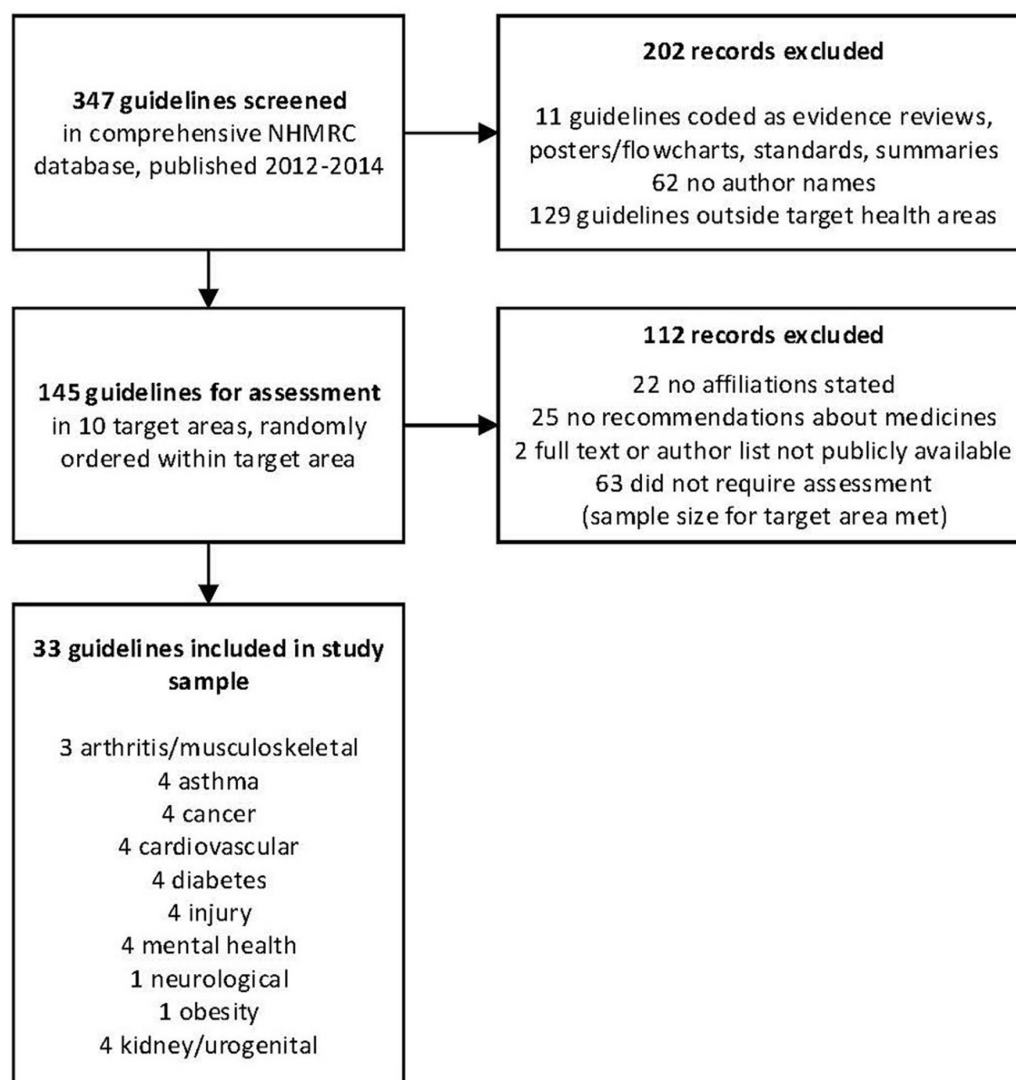 347 guidelines screened
in comprehensive NHMRC
database, published 2012-2014
202 records excluded
11 guidelines coded as evidence reviews,
posters/flowcharts, standards, summaries
62 no author names
129 guidelines outside target health areas
145 guidelines for assessment
in 10 target areas, randomly
ordered within target area
112 records excluded
22 no affiliations stated
25 no recommendations about medicines
2 full text or author list not publicly available
63 did not require assessment
(sample size for target area met)
33 guidelines included in study
sample
3 arthritis/musculoskeletal
4 asthma
4 cancer
4 cardiovascular
4 diabetes
4 injury
4 mental health
1 neurological
1 obesity
4 kidney/urogenital